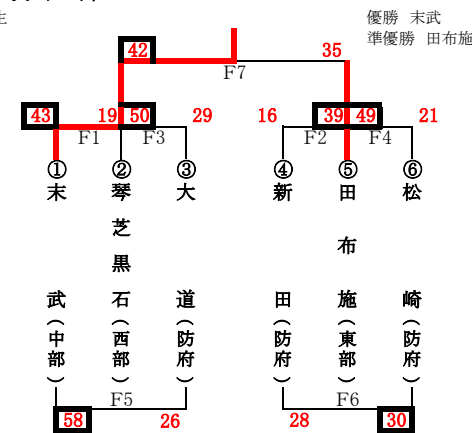 優勝 末武
準優勝 田布施
42 35
F7
43 19 50 29 16 39 49 21
F1 F3 F2 F4
① ② ③ ④ ⑤ ⑥
末武(中部)
琴芝黒石(西部)
大道(防府)
新田(防府)
田布施(東部)
松崎(防府)
F5 F6
58 26 28 30